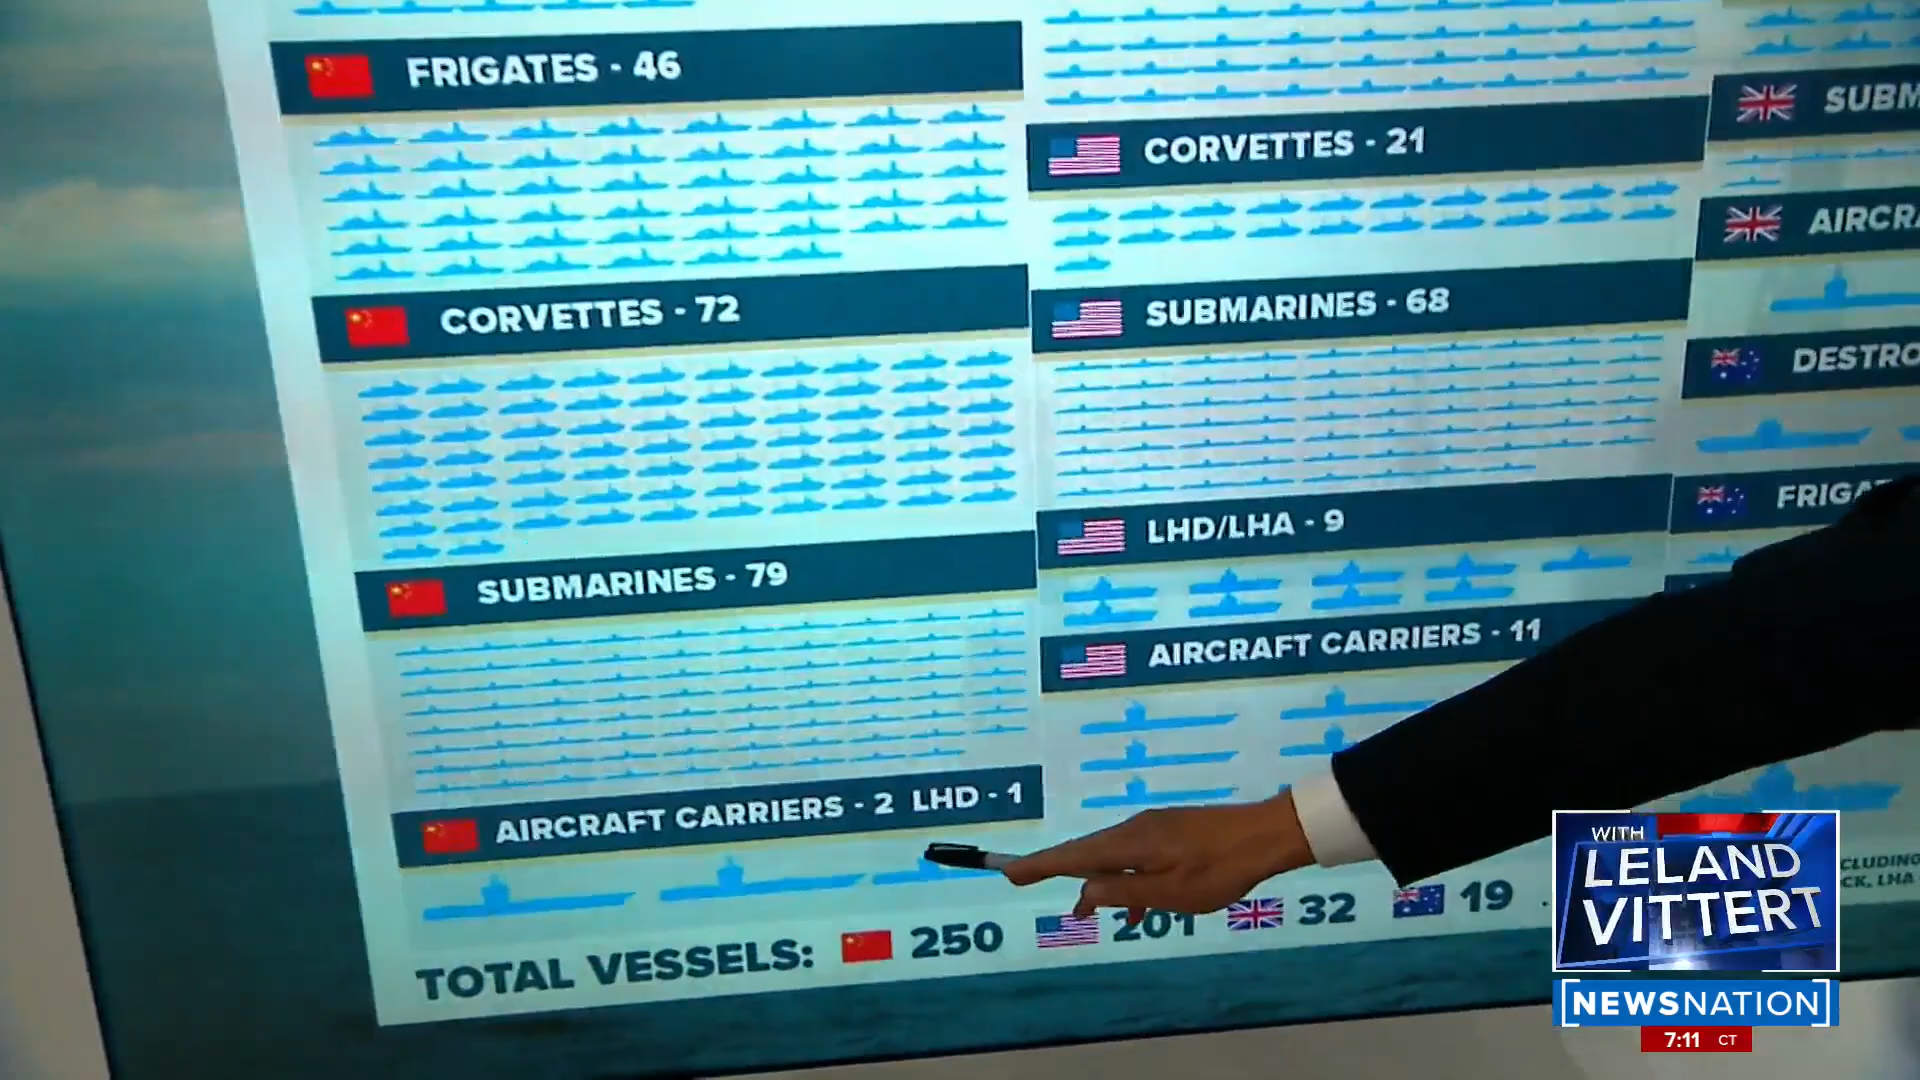 FRIGATES - 46
CORVETTES - 72
SUBMARINES - 79
AIRCRAFT CARRIERS - 2 LHD - 1
CORVETTES - 21
SUBMARINES - 68
LHD/LHA - 9
AIRCRAFT CARRIERS - 11
TOTAL VESSELS: 250 201 32 19
WITH
LELAND
VITTERT
[NEWSNATION]
7:11 CT